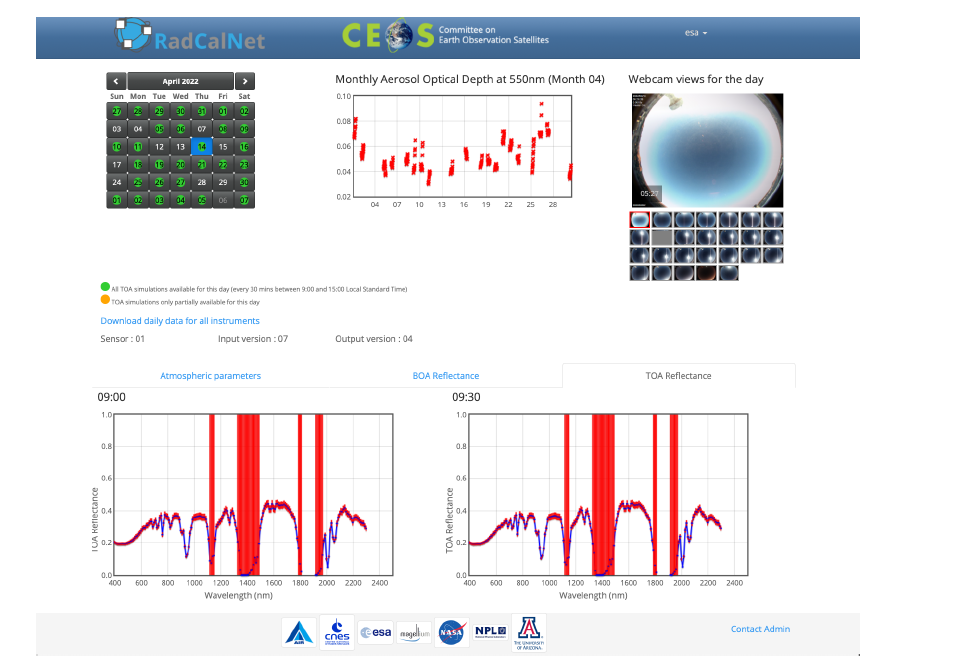 RadCalNet
CEOS
Committee on
Earth Observation Satellites
esa
April 2022
Sun Mon Tue Wed Thu Fri Sat
27 28 29 30 31 01 02
03 04 05 06 07 08 09
10 11 12 13 14 15 16
17 18 19 20 21 22 23
24 25 26 27 28 29 30
01 02 03 04 05 06 07
Monthly Aerosol Optical Depth at 550nm (Month 04)
0.10
0.08
0.06
0.04
0.02
04 07 10 13 16 19 22 25 28
Webcam views for the day
05:27
All TOA simulations available for this day (every 30 mins between 9:00 and 15:00 Local Standard Time)
TOA simulations only partially available for this day
Download daily data for all instruments
Sensor : 01 Input version : 07 Output version : 04
Atmospheric parameters BOA Reflectance TOA Reflectance
09:00
1.0
0.8
0.6
0.4
0.2
0.0
TOA Reflectance
400 600 800 1000 1200 1400 1600 1800 2000 2200 2400
Wavelength (nm)
09:30
1.0
0.8
0.6
0.4
0.2
0.0
TOA Reflectance
400 600 800 1000 1200 1400 1600 1800 2000 2200 2400
Wavelength (nm)
AIR
cnes
esa
magellium
NASA
NPL
A
THE UNIVERSITY
OF ARIZONA.
Contact Admin